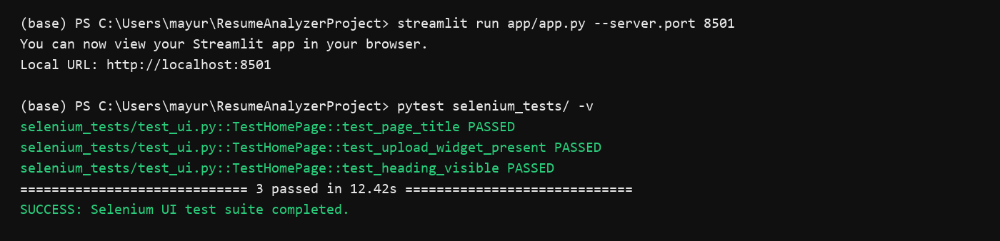 (base) PS C:\Users\mayur\ResumeAnalyzerProject> streamlit run app/app.py --server.port 8501
You can now view your Streamlit app in your browser.
Local URL: http://localhost:8501
(base) PS C:\Users\mayur\ResumeAnalyzerProject> pytest selenium_tests/ -v
selenium_tests/test_ui.py::TestHomePage::test_page_title PASSED
selenium_tests/test_ui.py::TestHomePage::test_upload_widget_present PASSED
selenium_tests/test_ui.py::TestHomePage::test_heading_visible PASSED
============================= 3 passed in 12.42s =============================
SUCCESS: Selenium UI test suite completed.